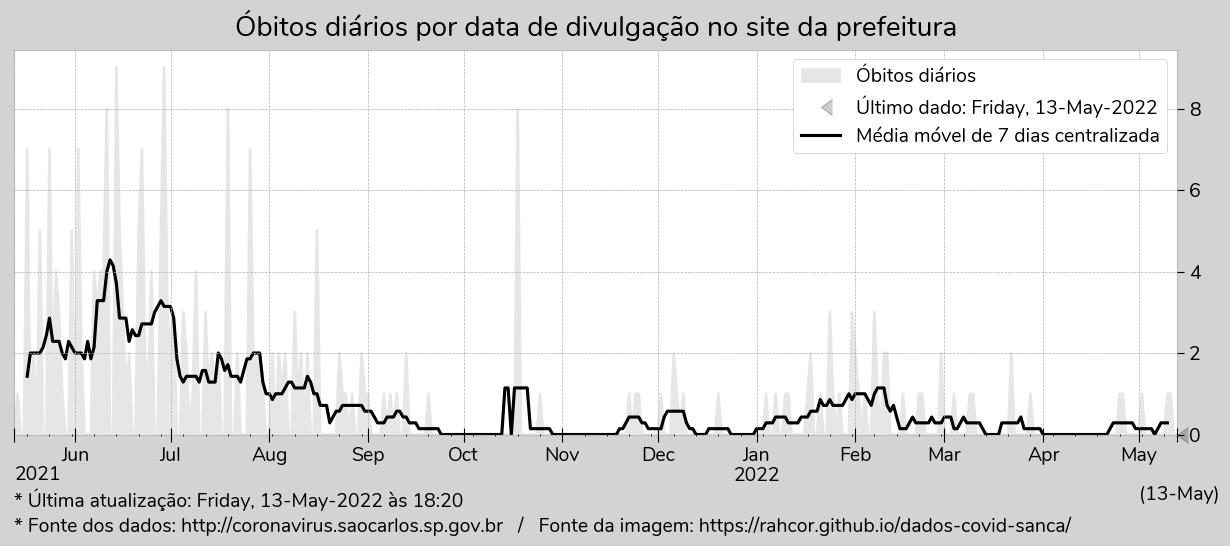 Óbitos diários por data de divulgação no site da prefeitura
Óbitos diários
Último dado: Friday, 13-May-2022
Média móvel de 7 dias centralizada
8
6
4
2
0
Jun Jul Aug Sep Oct Nov Dec Jan Feb Mar Apr May
2021 2022
(13-May)
* Última atualização: Friday, 13-May-2022 às 18:20
* Fonte dos dados: http://coronavirus.saocarlos.sp.gov.br / Fonte da imagem: https://rahcor.github.io/dados-covid-sanca/